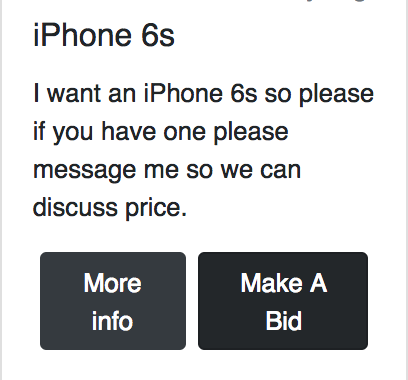 iPhone 6s
I want an iPhone 6s so please
if you have one please
message me so we can
discuss price.
More
info
Make A
Bid